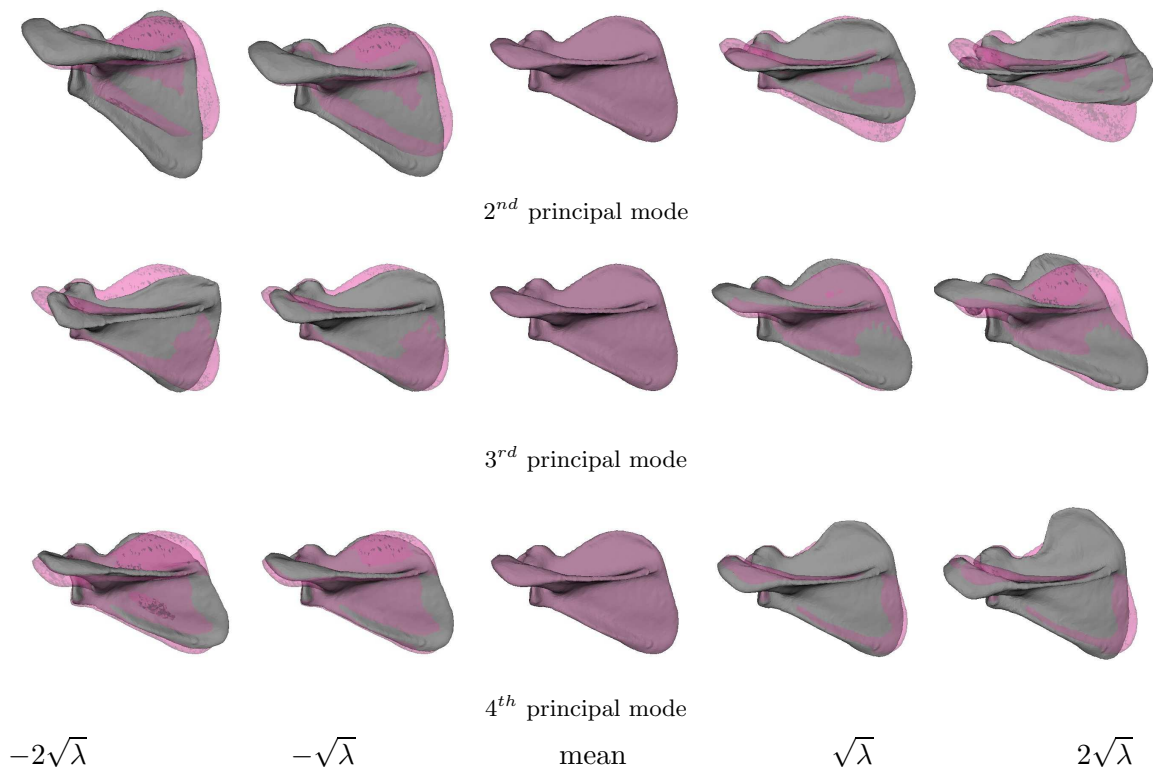 2nd principal mode
3rd principal mode
4th principal mode
−2√λ −√λ mean √λ 2√λ